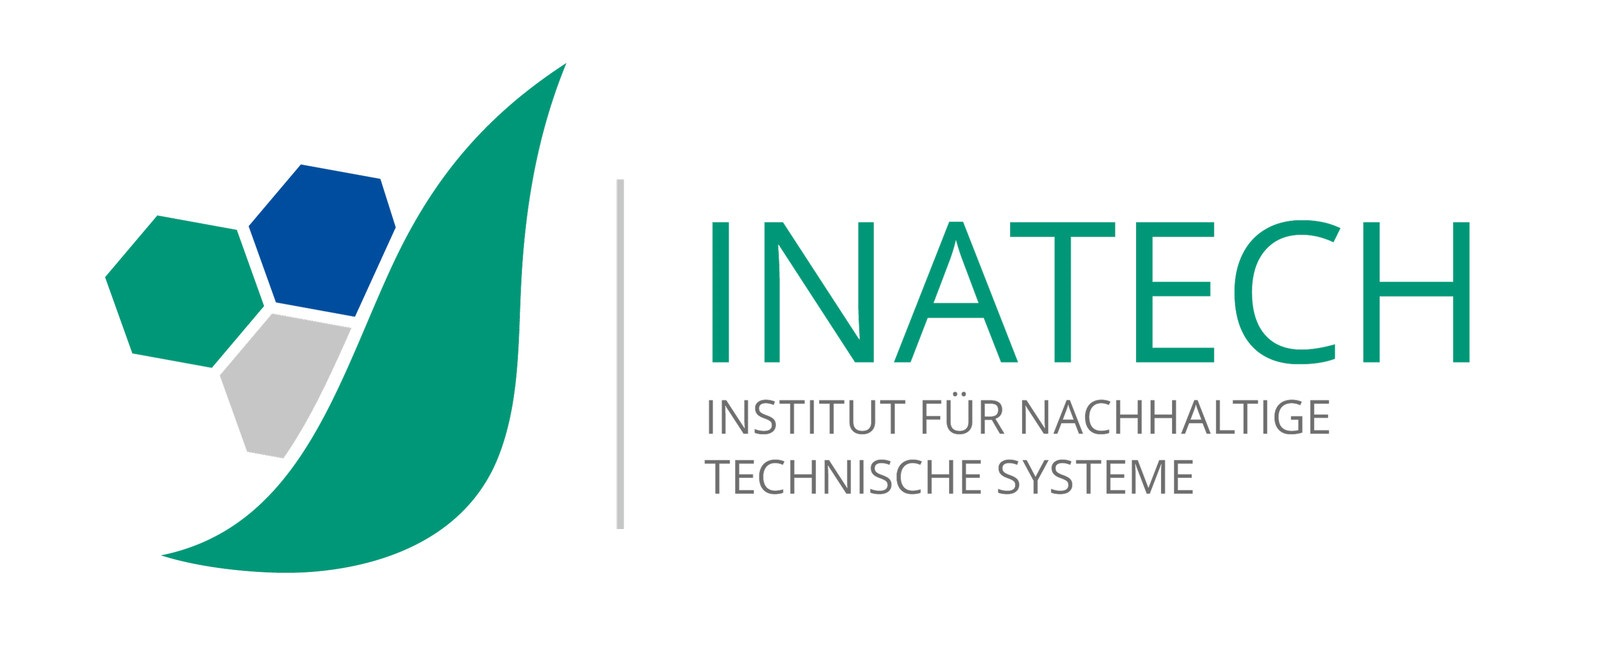 INATECH
INSTITUT FÜR NACHHALTIGE
TECHNISCHE SYSTEME